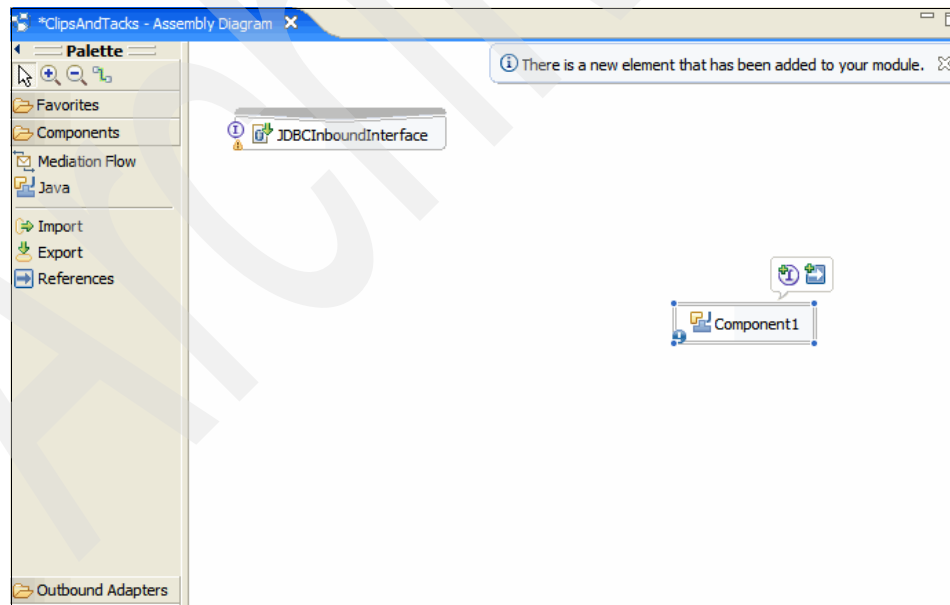 *ClipsAndTacks - Assembly Diagram
Palette
There is a new element that has been added to your module.
Favorites
Components
JDBCInboundInterface
Mediation Flow
Java
Import
Export
References
Component1
Outbound Adapters